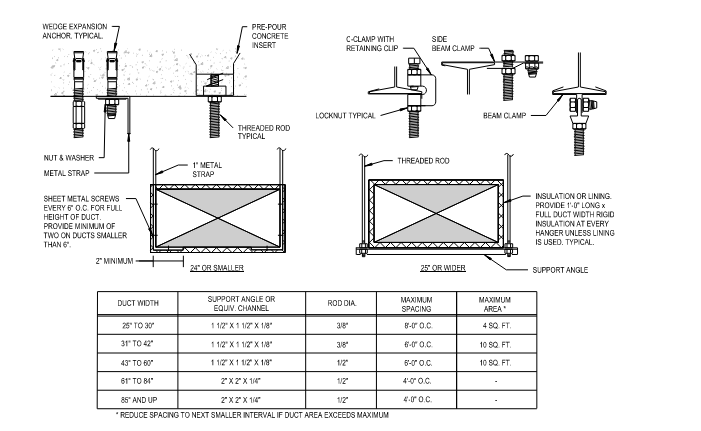 WEDGE EXPANSION
ANCHOR. TYPICAL.
PRE-POUR
CONCRETE
INSERT
C-CLAMP WITH
RETAINING CLIP
SIDE
BEAM CLAMP
THREADED ROD
TYPICAL
LOCKNUT TYPICAL
BEAM CLAMP
NUT & WASHER
METAL STRAP
1" METAL
STRAP
THREADED ROD
SHEET METAL SCREWS
EVERY 6" O.C. FOR FULL
HEIGHT OF DUCT.
PROVIDE MINIMUM OF
TWO ON DUCTS SMALLER
THAN 6".
2" MINIMUM
24" OR SMALLER
INSULATION OR LINING.
PROVIDE 1'-0" LONG x
FULL DUCT WIDTH RIGID
INSULATION AT EVERY
HANGER UNLESS LINING
IS USED. TYPICAL.
25" OR WIDER
SUPPORT ANGLE
DUCT WIDTH SUPPORT ANGLE OR EQUIV. CHANNEL ROD DIA. MAXIMUM SPACING MAXIMUM AREA *
25" TO 30" 1 1/2" X 1 1/2" X 1/8" 3/8" 8'-0" O.C. 4 SQ. FT.
31" TO 42" 1 1/2" X 1 1/2" X 1/8" 3/8" 6'-0" O.C. 10 SQ. FT.
43" TO 60" 1 1/2" X 1 1/2" X 1/8" 1/2" 6'-0" O.C. 10 SQ. FT.
61" TO 84" 2" X 2" X 1/4" 1/2" 4'-0" O.C. -
85" AND UP 2" X 2" X 1/4" 1/2" 4'-0" O.C. -
* REDUCE SPACING TO NEXT SMALLER INTERVAL IF DUCT AREA EXCEEDS MAXIMUM